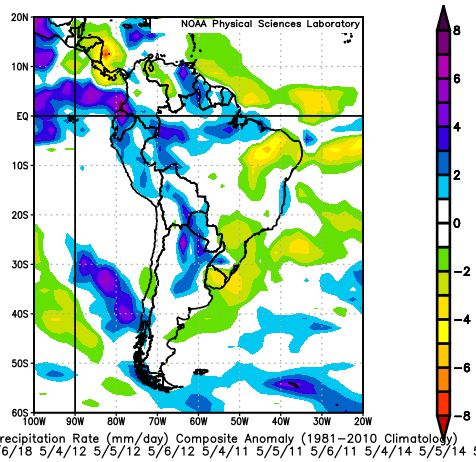 NOAA Physical Sciences Laboratory
20N
10N
EQ
10S
20S
30S
40S
50S
60S
100W 90W 80W 70W 60W 50W 40W 30W 20W
8
6
4
2
0
−2
−4
−6
−8
recipitation Rate (mm/day) Composite Anomaly (1981−2010 Climatology)
/6/18 5/4/12 5/5/12 5/6/12 5/4/11 5/5/11 5/6/11 5/4/14 5/5/14 5